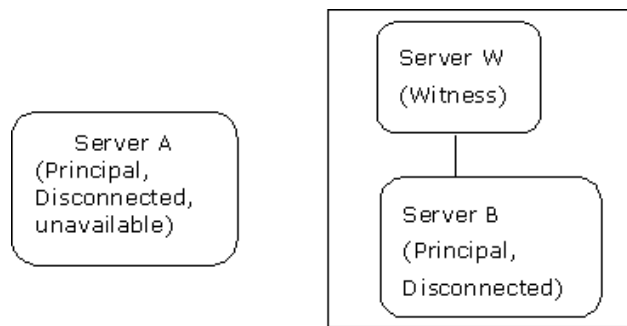 Server A
(Principal,
Disconnected,
unavailable)
Server W
(Witness)
Server B
(Principal,
Disconnected)